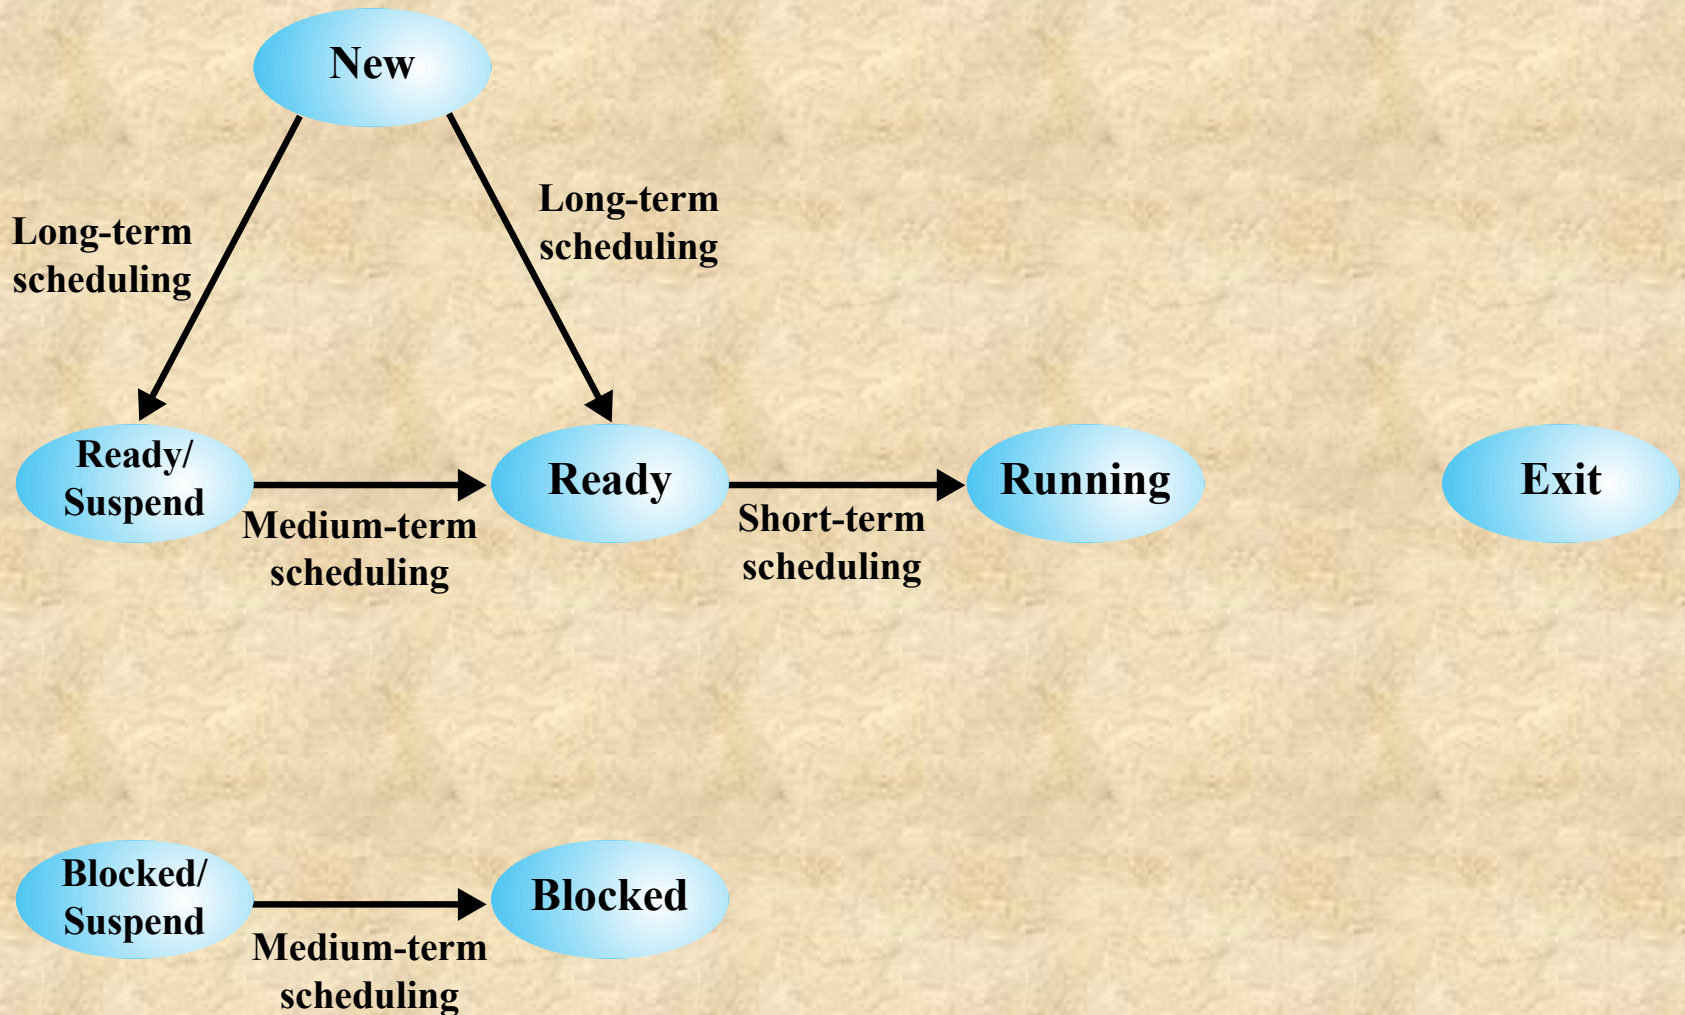 New
Long-term
scheduling
Long-term
scheduling
Ready/
Suspend
Medium-term
scheduling
Ready
Short-term
scheduling
Running
Exit
Blocked/
Suspend
Medium-term
scheduling
Blocked